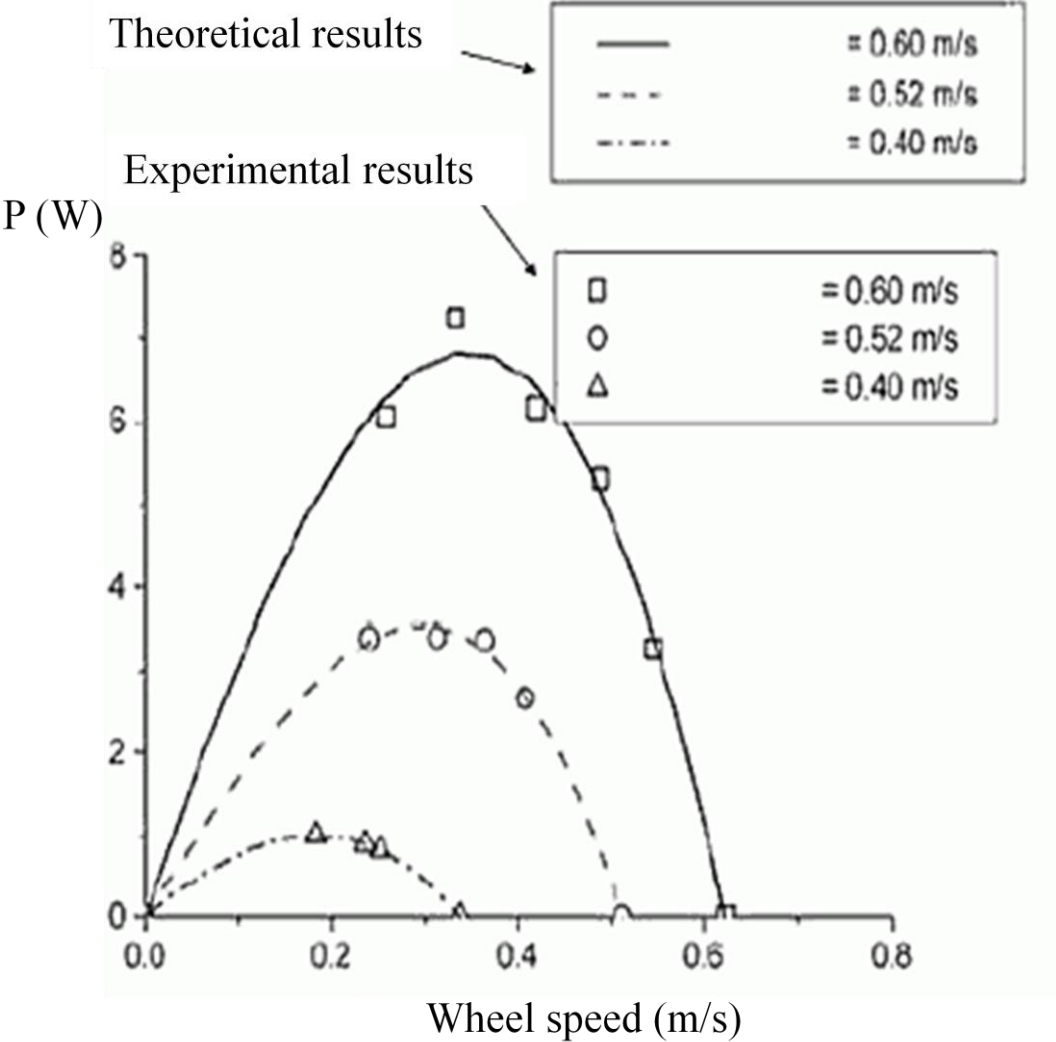 Theoretical results
= 0.60 m/s
= 0.52 m/s
= 0.40 m/s
Experimental results
P (W)
= 0.60 m/s
= 0.52 m/s
= 0.40 m/s
8
6
4
2
0
0.0 0.2 0.4 0.6 0.8
Wheel speed (m/s)